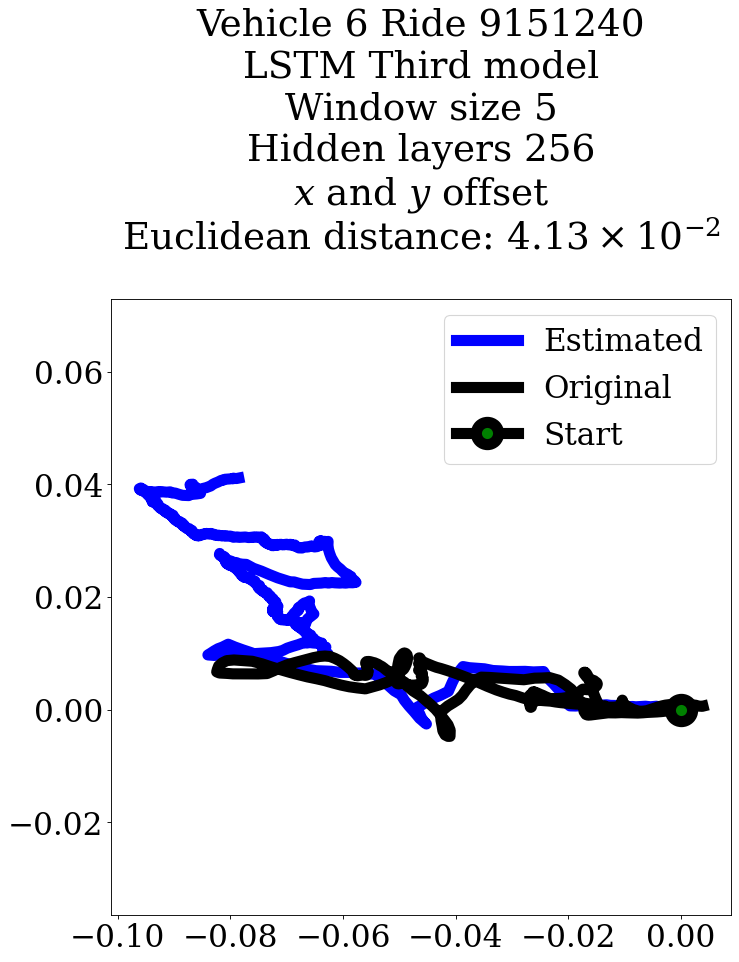 Vehicle 6 Ride 9151240
LSTM Third model
Window size 5
Hidden layers 256
x and y offset
Euclidean distance: 4.13 × 10⁻²
Estimated
Original
Start
0.06
0.04
0.02
0.00
−0.02
−0.10 −0.08 −0.06 −0.04 −0.02 0.00